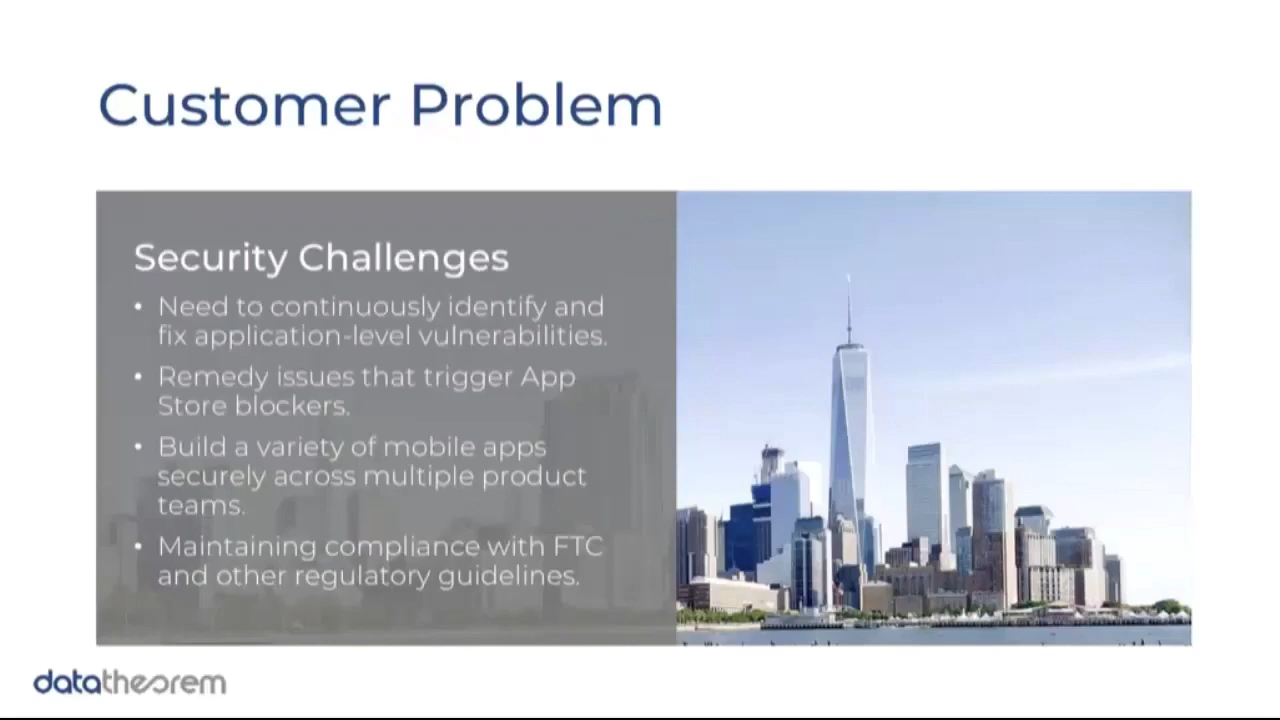 Customer Problem
Security Challenges
• Need to continuously identify and
fix application-level vulnerabilities.
• Remedy issues that trigger App
Store blockers.
• Build a variety of mobile apps
securely across multiple product
teams.
• Maintaining compliance with FTC
and other regulatory guidelines.
datatheorem